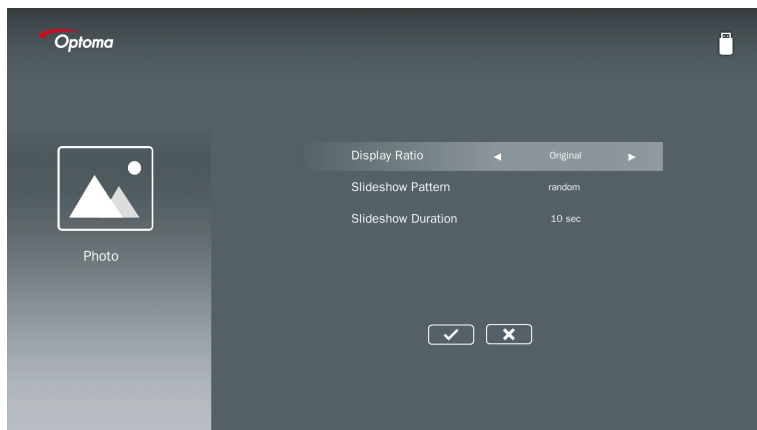 Optoma
Display Ratio Original
Slideshow Pattern random
Slideshow Duration 10 sec
Photo